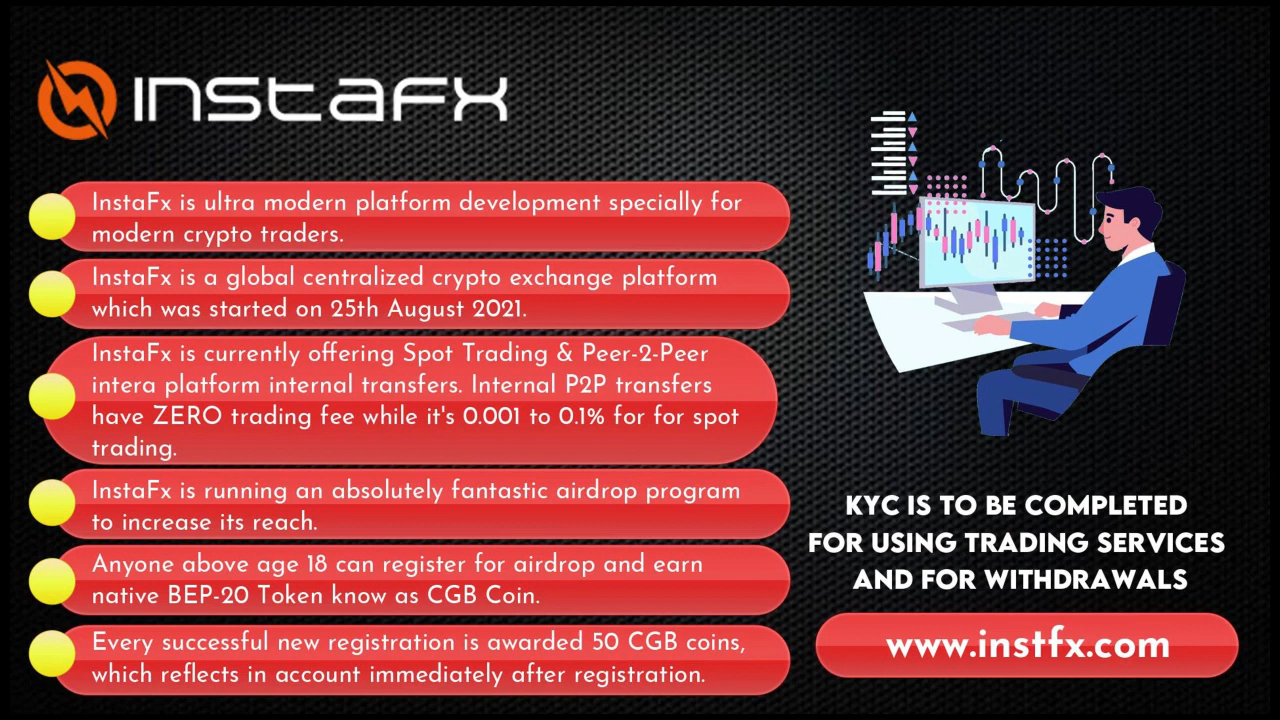 InstaFX
InstaFx is ultra modern platform development specially for
modern crypto traders.
InstaFx is a global centralized crypto exchange platform
which was started on 25th August 2021.
InstaFx is currently offering Spot Trading & Peer-2-Peer
intera platform internal transfers. Internal P2P transfers
have ZERO trading fee while it's 0.001 to 0.1% for for spot
trading.
InstaFx is running an absolutely fantastic airdrop program
to increase its reach.
Anyone above age 18 can register for airdrop and earn
native BEP-20 Token know as CGB Coin.
Every successful new registration is awarded 50 CGB coins,
which reflects in account immediately after registration.
KYC IS TO BE COMPLETED
FOR USING TRADING SERVICES
AND FOR WITHDRAWALS
www.instfx.com